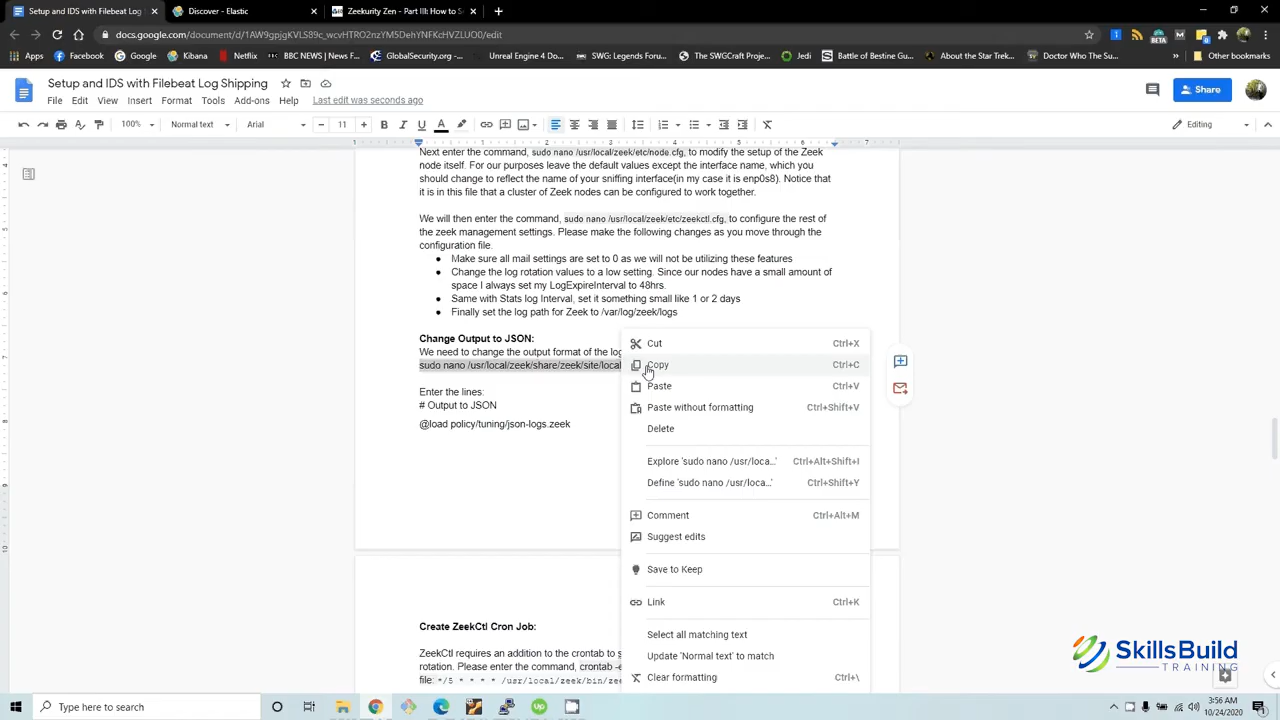 Setup and IDS with Filebeat Log
Discover - Elastic
Zeekurity Zen - Part III: How to S
docs.google.com/document/d/1AW9gpjgKVLS89c_wcvHTRO2nzYM5DehYNFKcHVZLUQ0/edit
BETA
Apps
Google
Kibana
Netflix
BBC NEWS | News F
GlobalSecurity.org -
Unreal Engine 4 Doc
SWG: Legends Foru
The SWGCraft Proje
Jedi
Battle of Bestine Gu
About the Star Trek
Doctor Who The Su
Other bookmarks
Setup and IDS with Filebeat Log Shipping
File Edit View Insert Format Tools Add-ons Help Last edit was seconds ago
Share
100% Normal text Arial 11 B I U A
Editing
Next enter the command, sudo nano /usr/local/zeek/etc/node.cfg, to modify the setup of the Zeek
node itself. For our purposes leave the default values except the interface name, which you
should change to reflect the name of your sniffing interface(in my case it is enp0s8). Notice that
it is in this file that a cluster of Zeek nodes can be configured to work together.
We will then enter the command, sudo nano /usr/local/zeek/etc/zeekctl.cfg, to configure the rest of
the zeek management settings. Please make the following changes as you move through the
configuration file.
● Make sure all mail settings are set to 0 as we will not be utilizing these features
● Change the log rotation values to a low setting. Since our nodes have a small amount of
space I always set my LogExpireInterval to 48hrs.
● Same with Stats log Interval, set it something small like 1 or 2 days
● Finally set the log path for Zeek to /var/log/zeek/logs
Change Output to JSON:
We need to change the output format of the log
sudo nano /usr/local/zeek/share/zeek/site/local
Enter the lines:
# Output to JSON
@load policy/tuning/json-logs.zeek
Cut Ctrl+X
Copy Ctrl+C
Paste Ctrl+V
Paste without formatting Ctrl+Shift+V
Delete
Explore 'sudo nano /usr/loca...' Ctrl+Alt+Shift+I
Define 'sudo nano /usr/loca...' Ctrl+Shift+Y
Comment Ctrl+Alt+M
Suggest edits
Save to Keep
Link Ctrl+K
Select all matching text
Update 'Normal text' to match
Clear formatting Ctrl+\
Create ZeekCtl Cron Job:
ZeekCtl requires an addition to the crontab to s
rotation. Please enter the command, crontab -e
file: */5 * * * * /usr/local/zeek/bin/zee
SkillsBuild
TRAINING
Type here to search
3:56 AM
10/24/2020